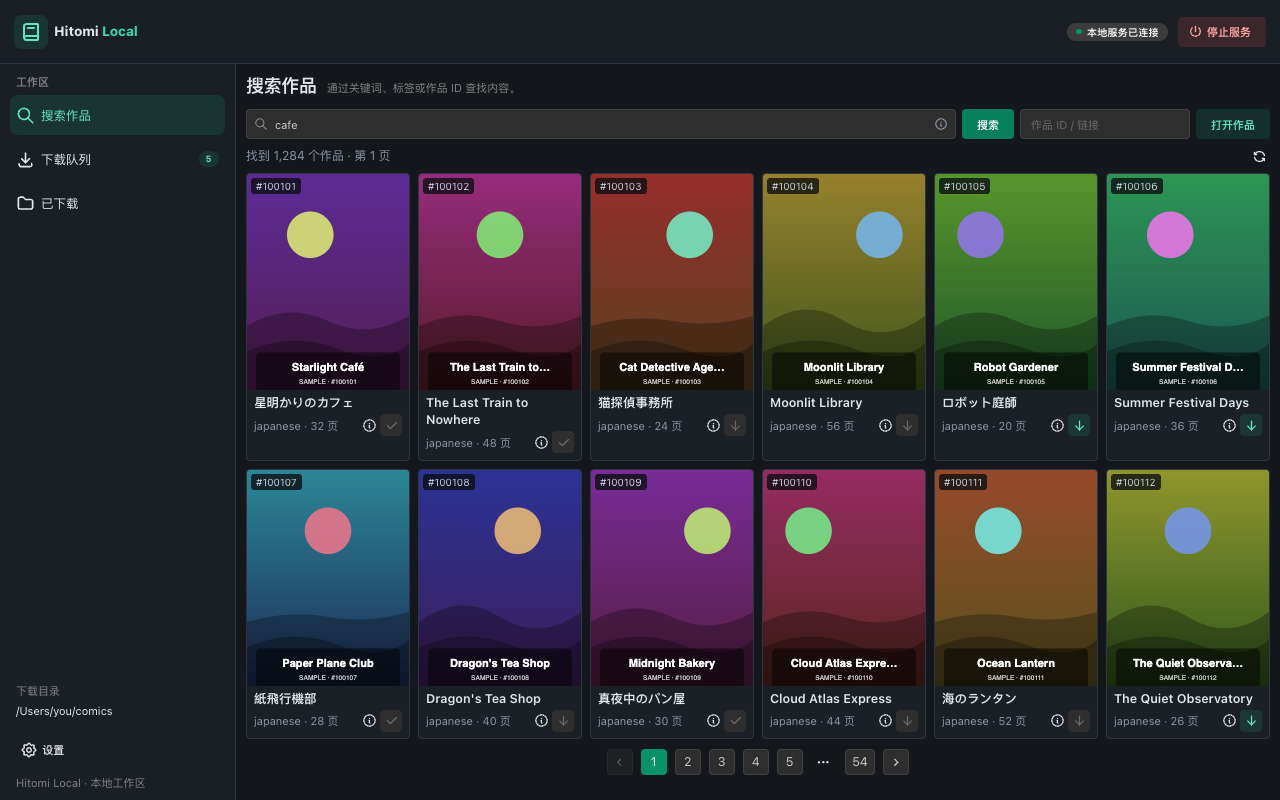 Hitomi Local
本地服务已连接
停止服务
工作区
搜索作品
下载队列
5
已下载
下载目录
/Users/you/comics
设置
Hitomi Local · 本地工作区
搜索作品
通过关键词、标签或作品 ID 查找内容。
cafe
搜索
作品 ID / 链接
打开作品
找到 1,284 个作品 · 第 1 页
#100101
Starlight Café
SAMPLE · #100101
星明かりのカフェ
japanese · 32 页
#100102
The Last Train to…
SAMPLE · #100102
The Last Train to
Nowhere
japanese · 48 页
#100103
Cat Detective Age…
SAMPLE · #100103
猫探偵事務所
japanese · 24 页
#100104
Moonlit Library
SAMPLE · #100104
Moonlit Library
japanese · 56 页
#100105
Robot Gardener
SAMPLE · #100105
ロボット庭師
japanese · 20 页
#100106
Summer Festival D…
SAMPLE · #100106
Summer Festival Days
japanese · 36 页
#100107
Paper Plane Club
SAMPLE · #100107
紙飛行機部
japanese · 28 页
#100108
Dragon's Tea Shop
SAMPLE · #100108
Dragon's Tea Shop
japanese · 40 页
#100109
Midnight Bakery
SAMPLE · #100109
真夜中のパン屋
japanese · 30 页
#100110
Cloud Atlas Expre…
SAMPLE · #100110
Cloud Atlas Express
japanese · 44 页
#100111
Ocean Lantern
SAMPLE · #100111
海のランタン
japanese · 52 页
#100112
The Quiet Observa…
SAMPLE · #100112
The Quiet Observatory
japanese · 26 页
1 2 3 4 5 ··· 54